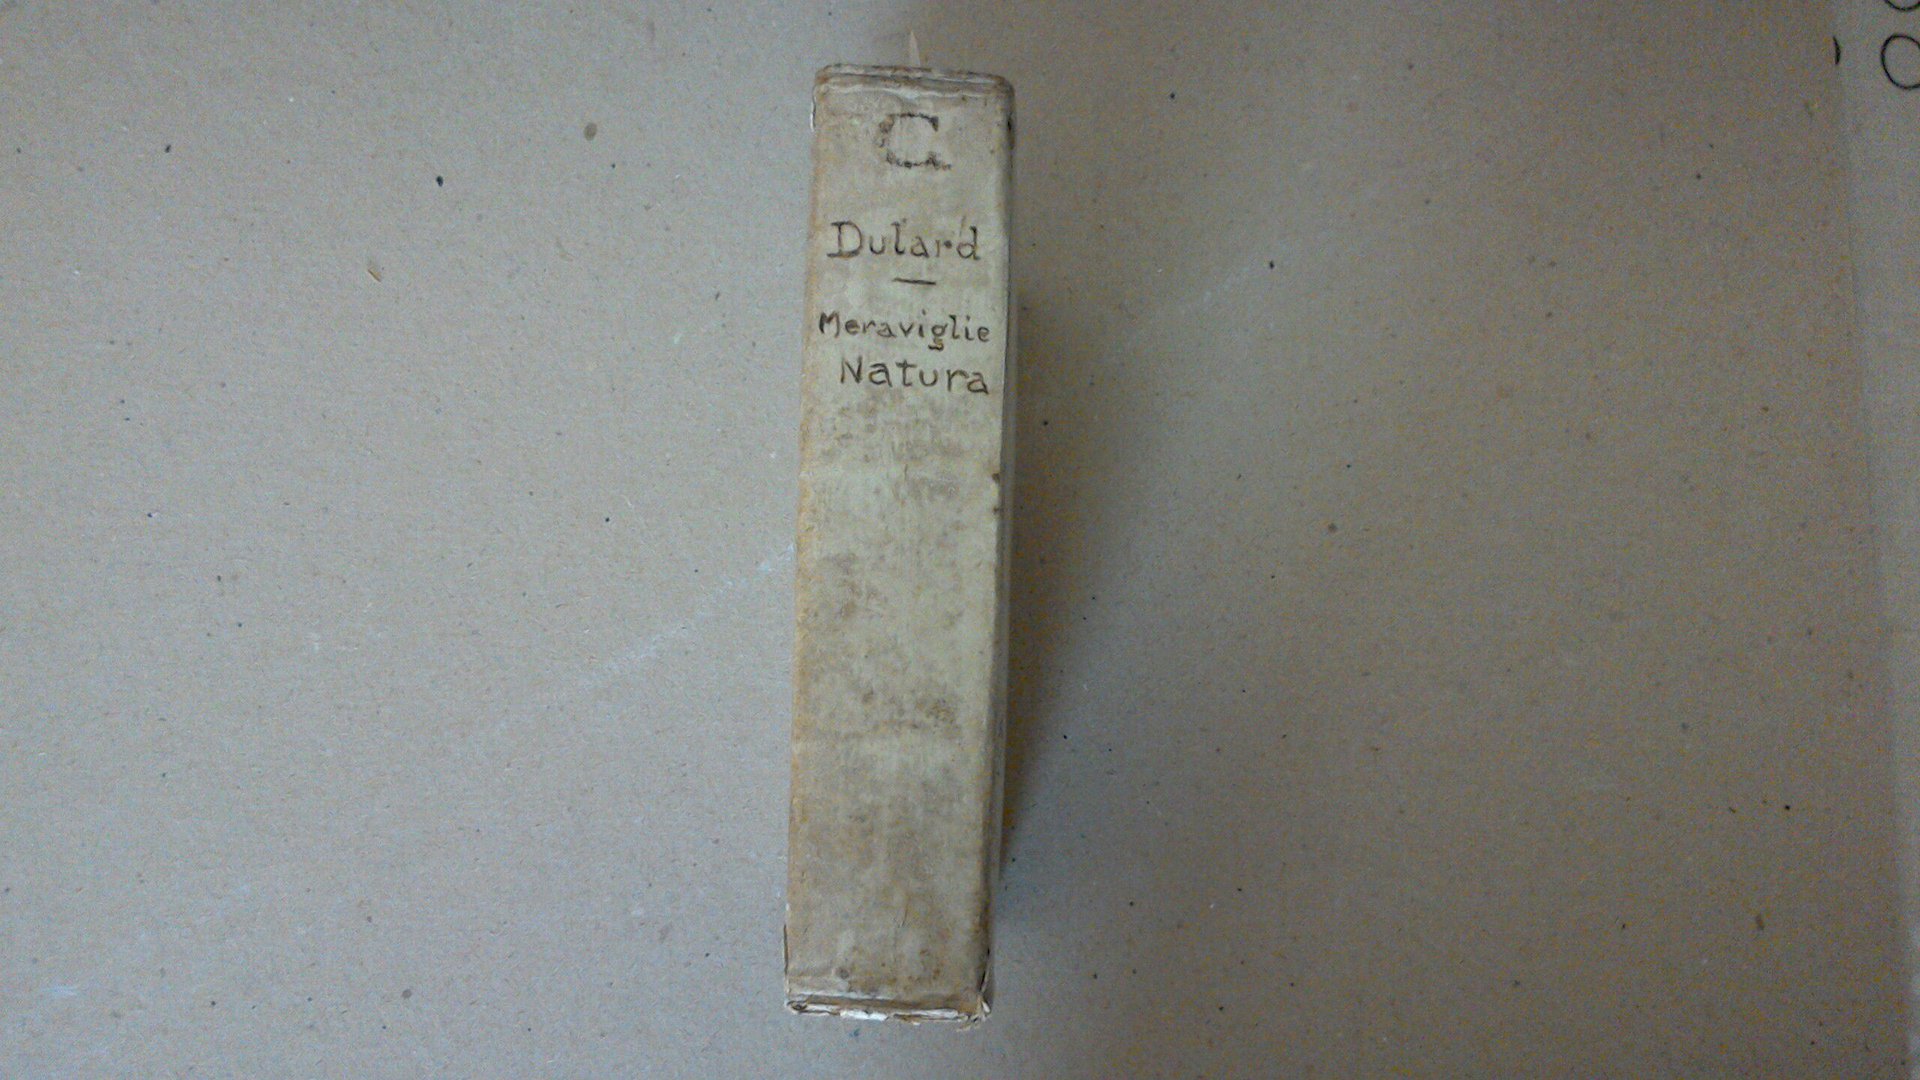 C
Dulard
—
Meraviglie
Natura